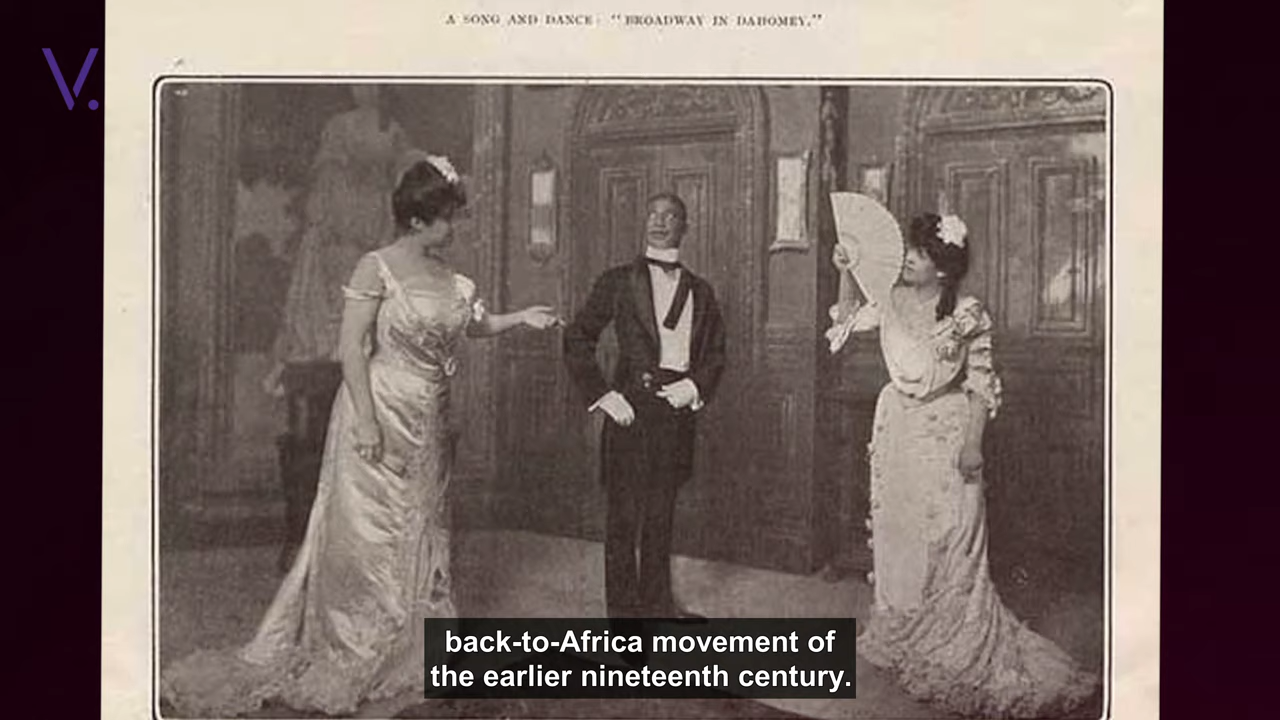 A SONG AND DANCE: "BROADWAY IN DAHOMEY."
V.
back-to-Africa movement of
the earlier nineteenth century.